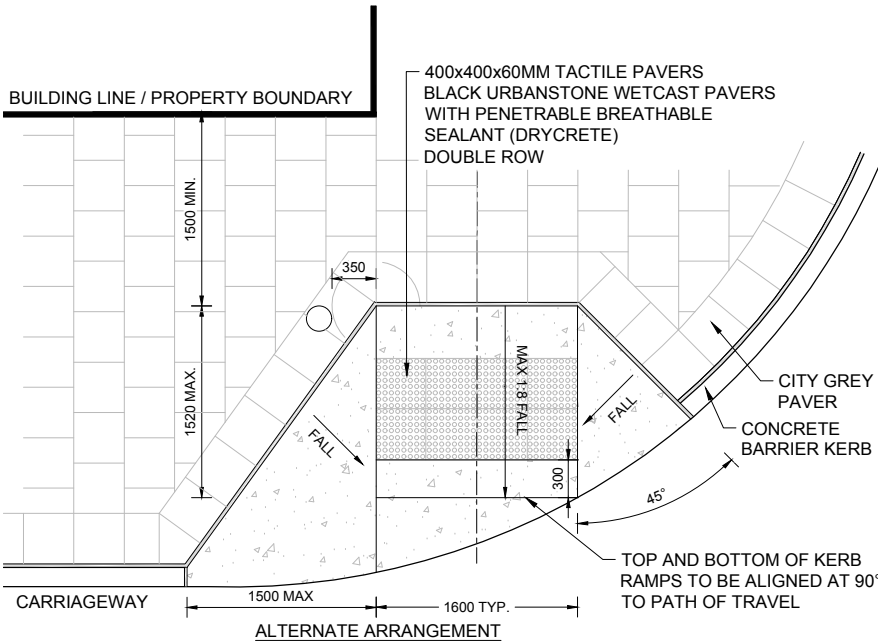 400x400x60MM TACTILE PAVERS
BLACK URBANSTONE WETCAST PAVERS
WITH PENETRABLE BREATHABLE
SEALANT (DRYCRETE)
DOUBLE ROW
BUILDING LINE / PROPERTY BOUNDARY
1500 MIN.
350
1520 MAX.
MAX 1:8 FALL
FALL
FALL
300
45°
CITY GREY
PAVER
CONCRETE
BARRIER KERB
TOP AND BOTTOM OF KERB
RAMPS TO BE ALIGNED AT 90°
TO PATH OF TRAVEL
CARRIAGEWAY
1500 MAX
1600 TYP.
ALTERNATE ARRANGEMENT